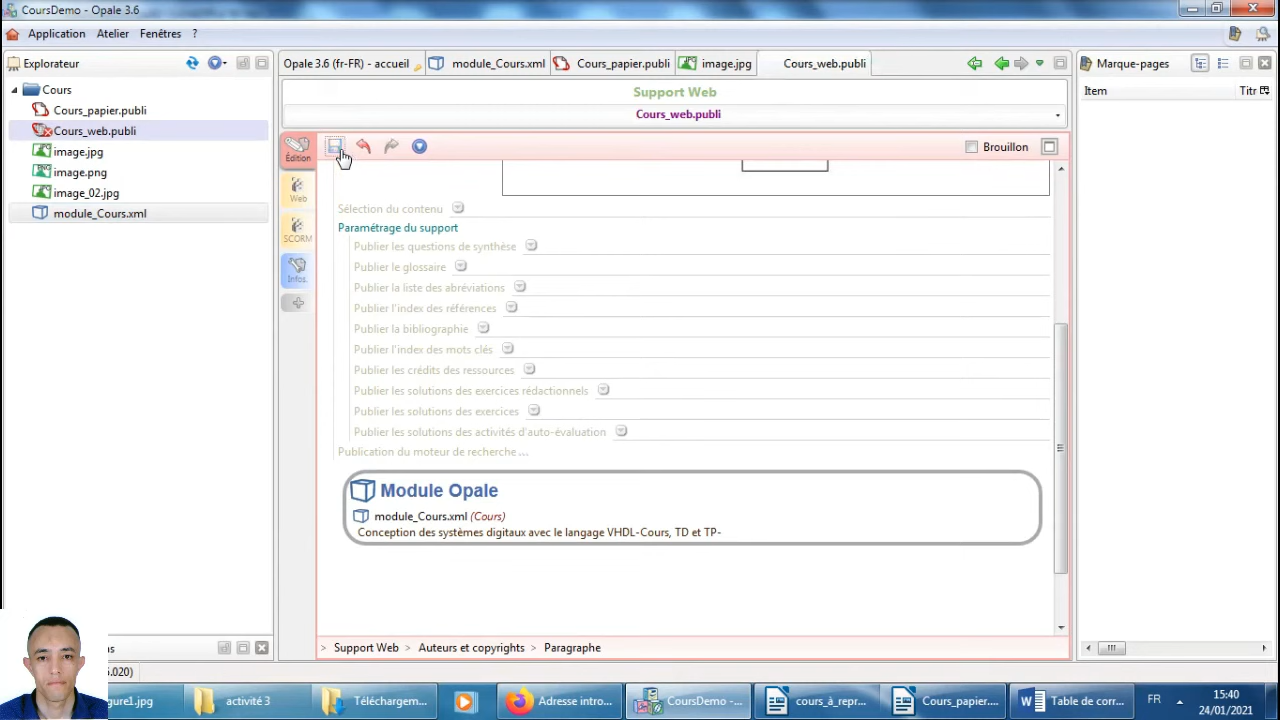 CoursDemo - Opale 3.6
Application Atelier Fenêtres ?
Explorateur
Opale 3.6 (fr-FR) - accueil
module_Cours.xml
Cours_papier.publi
image.jpg
Cours_web.publi
Marque-pages
Cours
Cours_papier.publi
Cours_web.publi
image.jpg
image.png
image_02.jpg
module_Cours.xml
Support Web
Cours_web.publi
Item Titr
Édition
Web
SCORM
Infos
Brouillon
Sélection du contenu
Paramétrage du support
Publier les questions de synthèse
Publier le glossaire
Publier la liste des abréviations
Publier l'index des références
Publier la bibliographie
Publier l'index des mots clés
Publier les crédits des ressources
Publier les solutions des exercices rédactionnels
Publier les solutions des exercices
Publier les solutions des activités d'auto-évaluation
Publication du moteur de recherche ...
Module Opale
module_Cours.xml (Cours)
Conception des systèmes digitaux avec le langage VHDL-Cours, TD et TP-
> Support Web > Auteurs et copyrights > Paragraphe
.020)
gure1.jpg
activité 3
Téléchargem...
Adresse intro...
CoursDemo -...
cours_à_repr...
Cours_papier....
Table de corr...
FR
15:40
24/01/2021